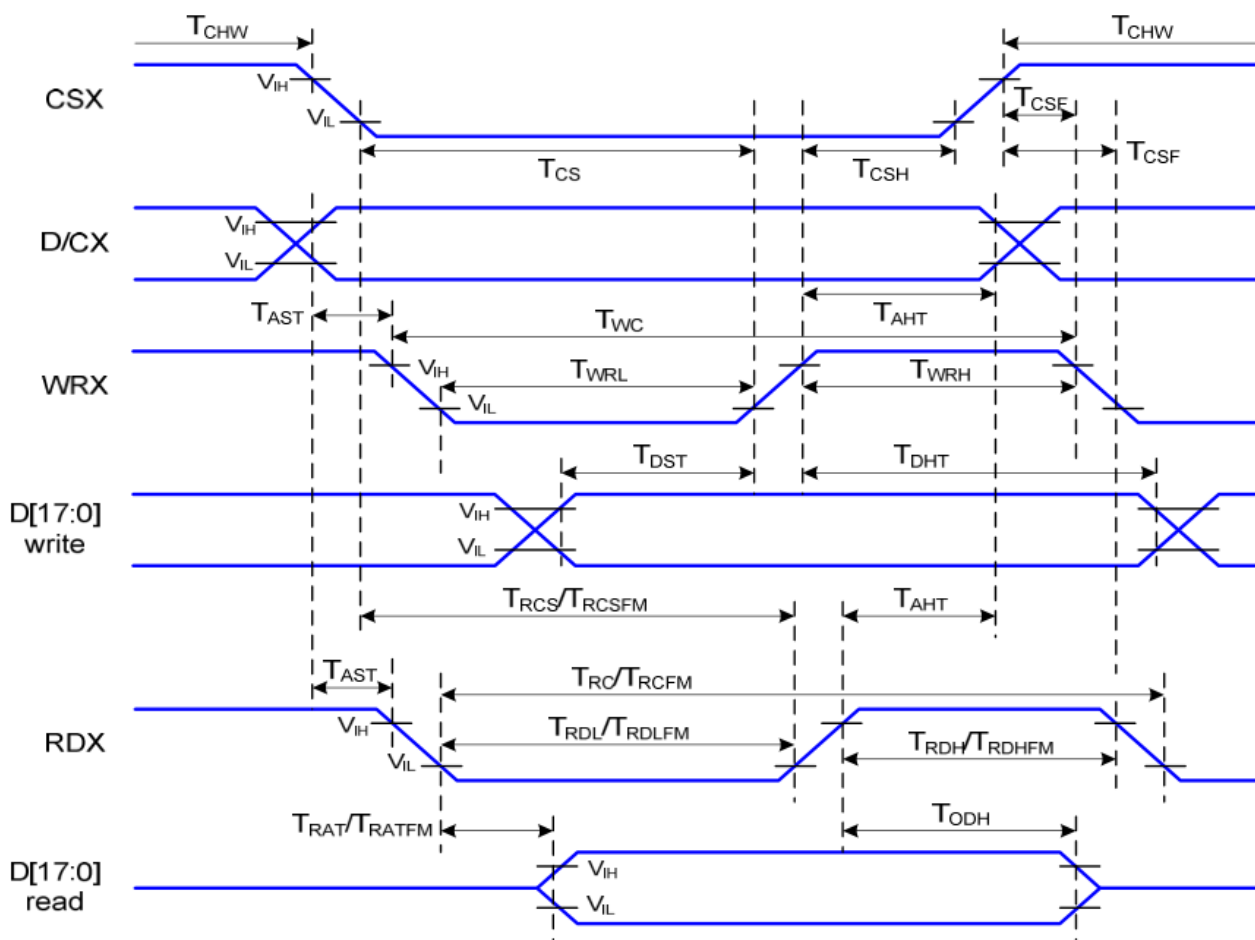 TCHW
TCHW
CSX
VIH
VIL
TCSF
TCSF
TCS
TCSH
D/CX
VIH
VIL
TAST
TWC
TAHT
WRX
VIH
VIL
TWRL
TWRH
TDST
TDHT
D[17:0]
write
VIH
VIL
TRCS/TRCSFM
TAHT
TAST
TRC/TRCFM
RDX
VIH
VIL
TRDL/TRDLFM
TRDH/TRDHFM
TRAT/TRATFM
TODH
D[17:0]
read
VIH
VIL